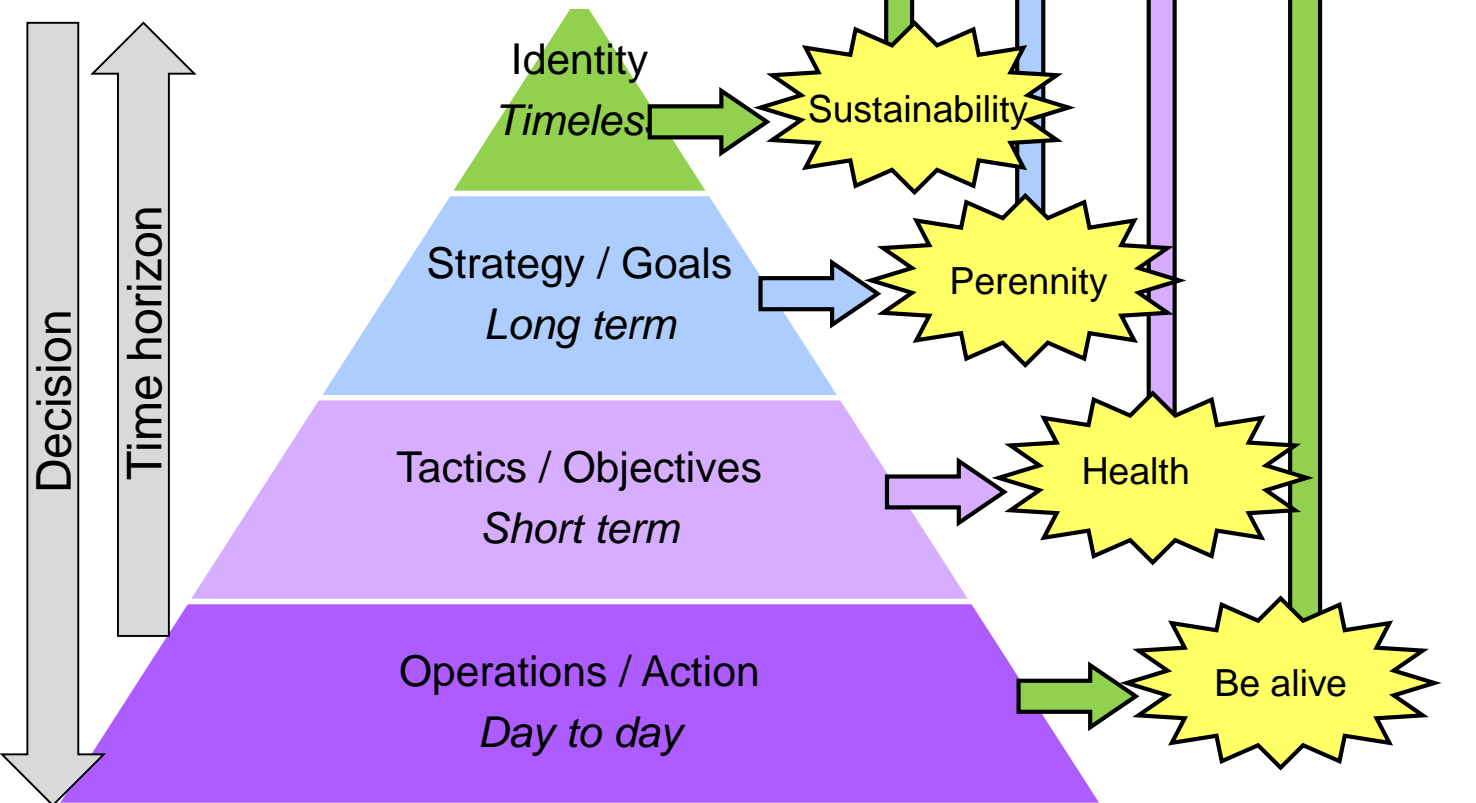 Identity
Timeless
Sustainability
Strategy / Goals
Long term
Perennity
Tactics / Objectives
Short term
Health
Operations / Action
Day to day
Be alive
Decision
Time horizon